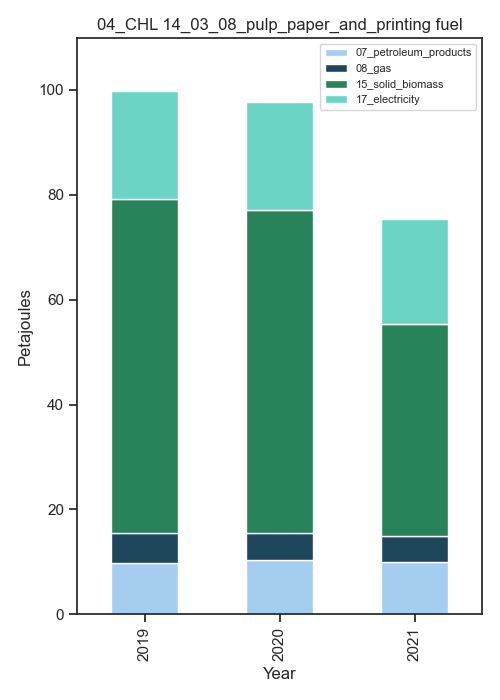 04_CHL 14_03_08_pulp_paper_and_printing fuel
07_petroleum_products
08_gas
15_solid_biomass
17_electricity
100
80
60
40
20
0
Petajoules
2019
2020
2021
Year